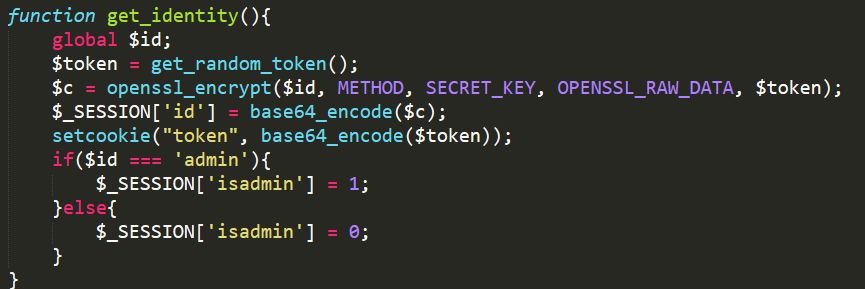 function get_identity(){
    global $id;
    $token = get_random_token();
    $c = openssl_encrypt($id, METHOD, SECRET_KEY, OPENSSL_RAW_DATA, $token);
    $_SESSION['id'] = base64_encode($c);
    setcookie("token", base64_encode($token));
    if($id === 'admin'){
        $_SESSION['isadmin'] = 1;
    }else{
        $_SESSION['isadmin'] = 0;
    }
}